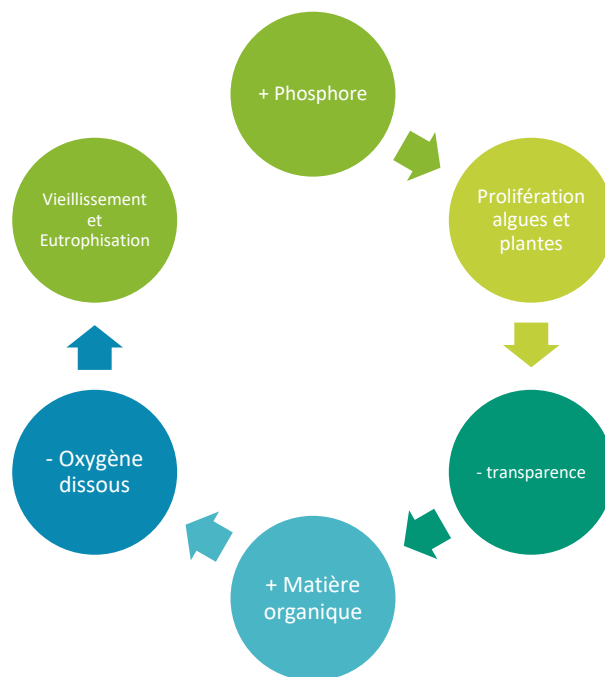 + Phosphore
Prolifération
algues et
plantes
- transparence
+ Matière
organique
- Oxygène
dissous
Vieillissement
et
Eutrophisation